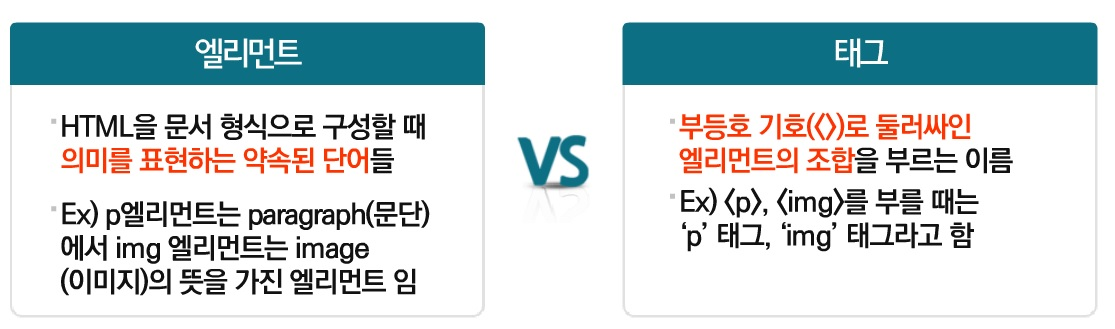 엘리먼트
HTML을 문서 형식으로 구성할 때
의미를 표현하는 약속된 단어들
Ex) p엘리먼트는 paragraph(문단)
에서 img 엘리먼트는 image
(이미지)의 뜻을 가진 엘리먼트 임
VS
태그
부등호 기호(〈〉)로 둘러싸인
엘리먼트의 조합을 부르는 이름
Ex) 〈p〉, 〈img〉를 부를 때는
‘p’ 태그, ‘img’ 태그라고 함